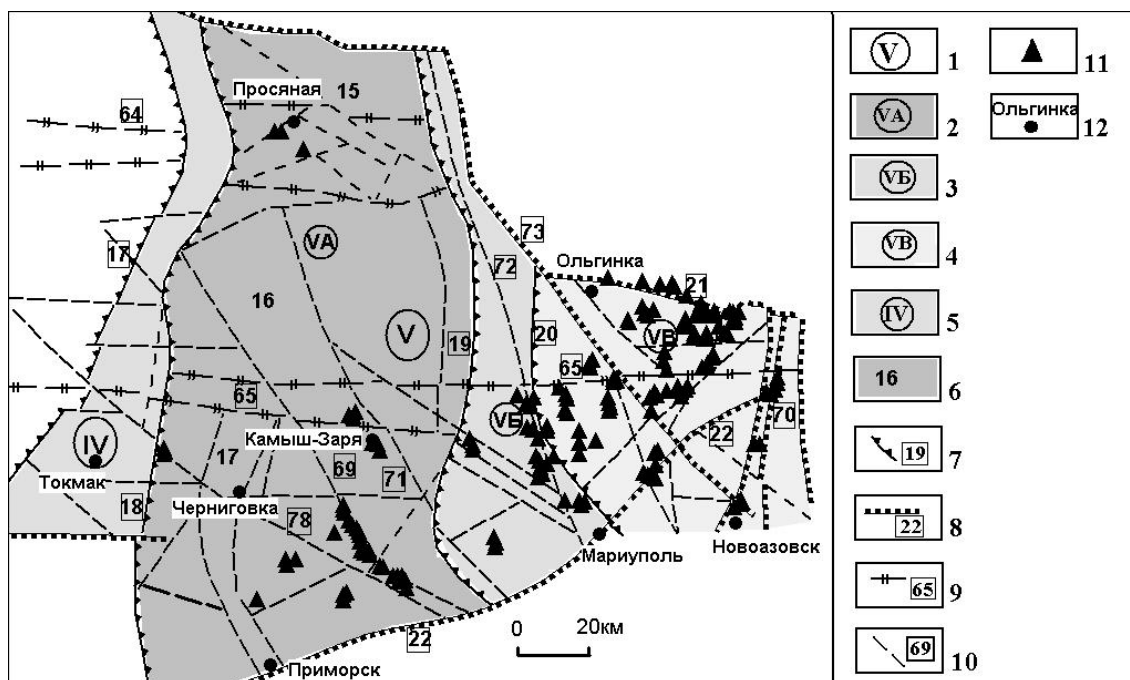 Просяная
15
64
17
VA
16
72
73
Ольгинка
21
V
19
20
VВ
65
65
VБ
70
22
IV
Токмак
Камыш-Заря
17
69
71
18
Черниговка
78
Мариуполь
Новоазовск
22
0 20км
Приморск
V 1
VA 2
VБ 3
VВ 4
IV 5
16 6
19 7
22 8
65 9
69 10
11
Ольгинка 12